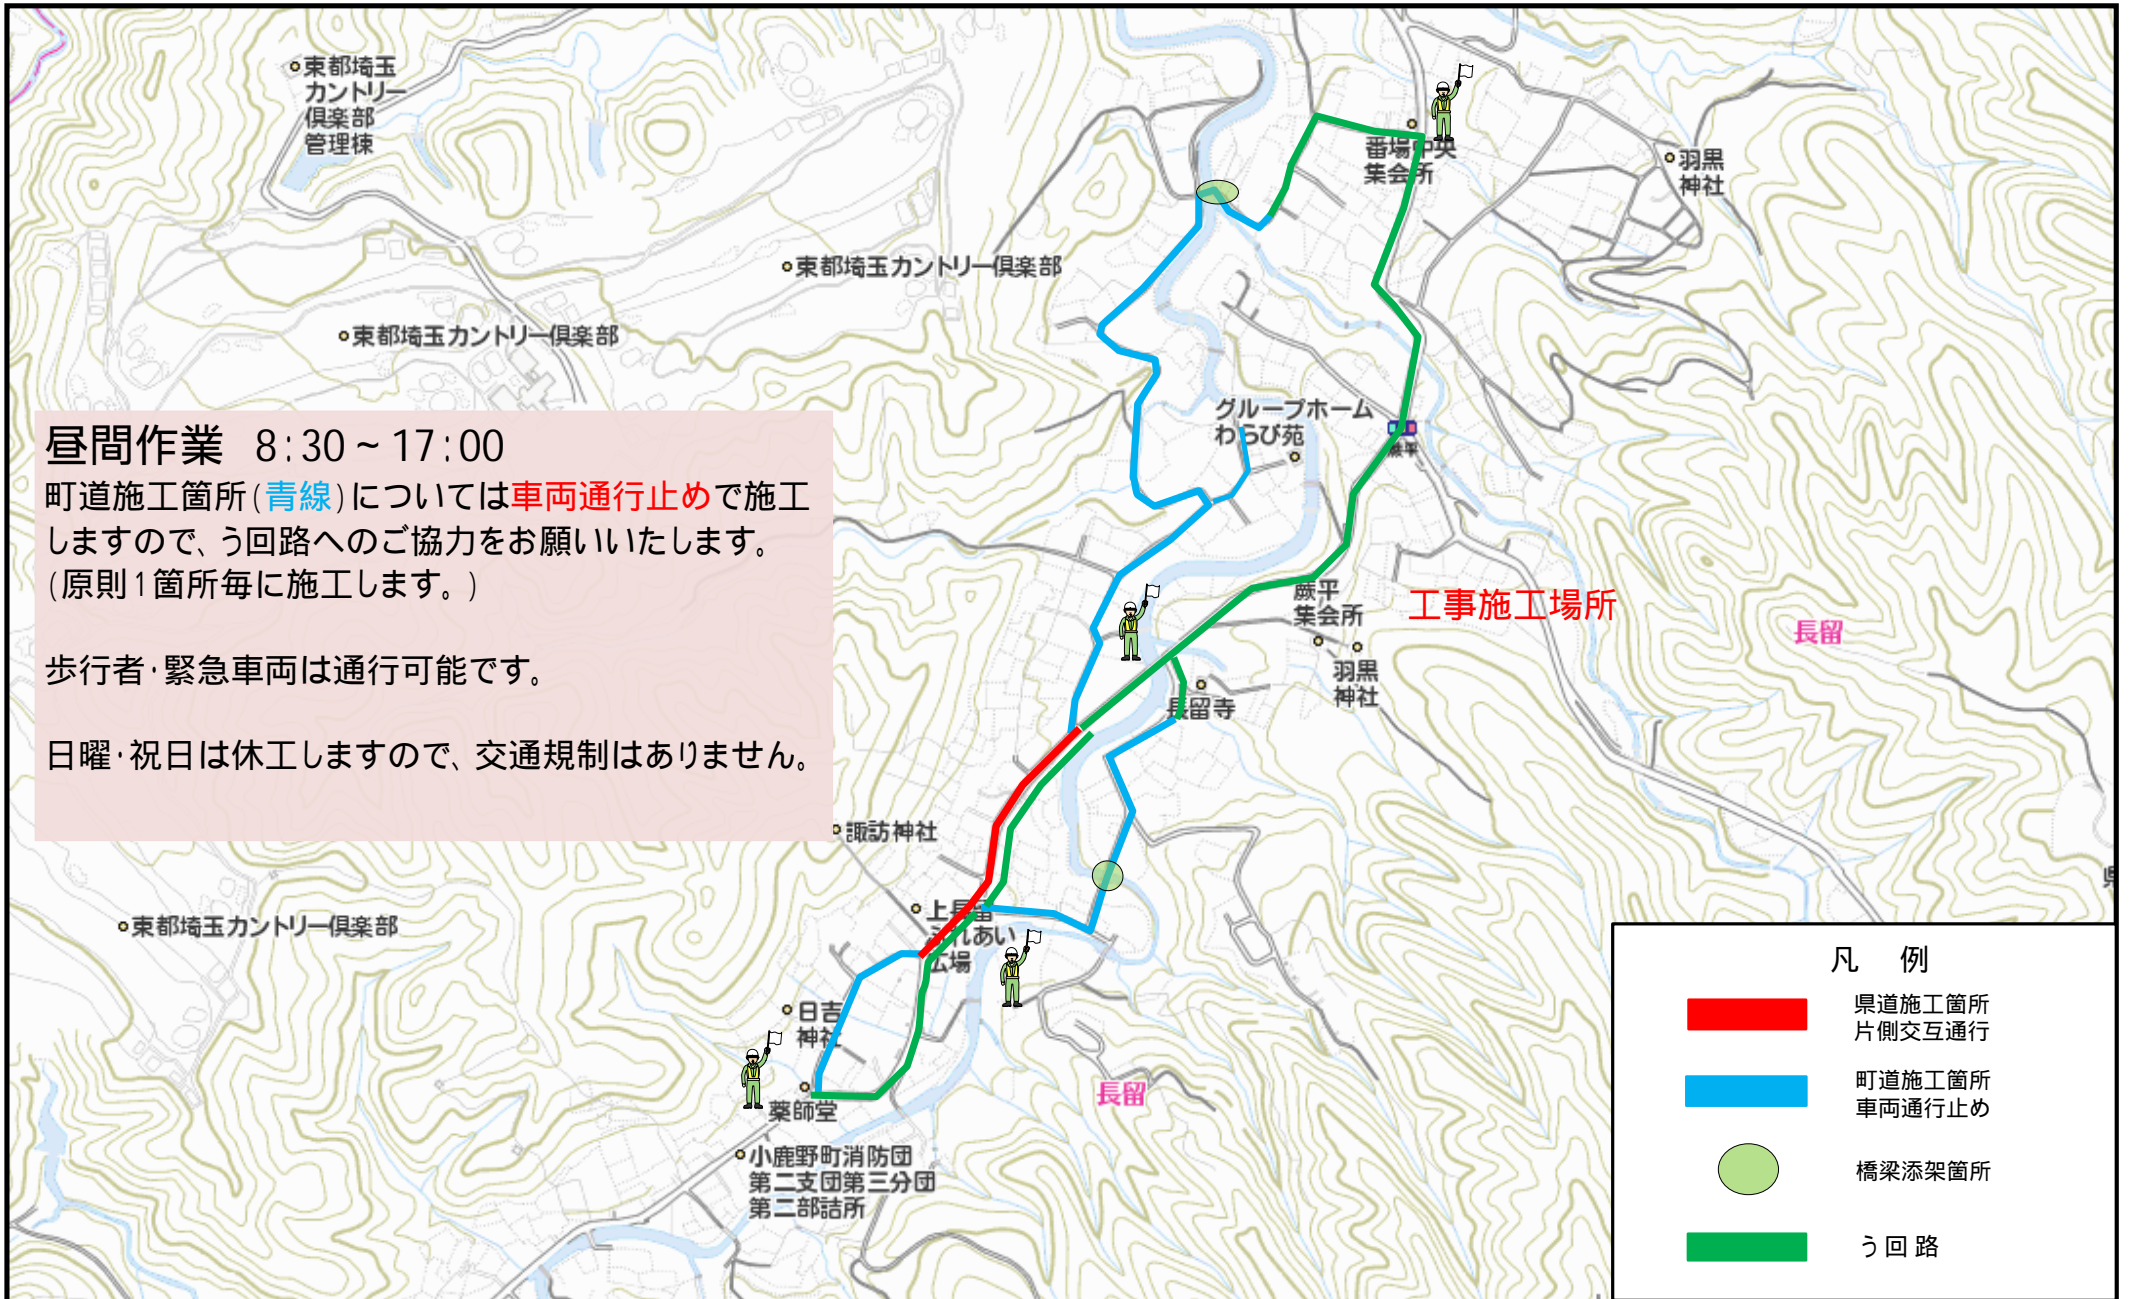 東都埼玉
カントリー
倶楽部
管理棟
番場中央
集会所
羽黒
神社
東都埼玉カントリー倶楽部
東都埼玉カントリー倶楽部
グループホーム
わらび苑
蕨平
昼間作業 8:30~17:00
町道施工箇所(青線)については車両通行止めで施工
しますので、う回路へのご協力をお願いいたします。
(原則1箇所毎に施工します。)
歩行者・緊急車両は通行可能です。
日曜・祝日は休工しますので、交通規制はありません。
蕨平
集会所
工事施工場所
長留
羽黒
神社
長留寺
諏訪神社
東都埼玉カントリー倶楽部
上長留
ふれあい
広場
日吉
神社
長留
薬師堂
小鹿野町消防団
第二支団第三分団
第二部詰所
凡 例
県道施工箇所
片側交互通行
町道施工箇所
車両通行止め
橋梁添架箇所
う回路